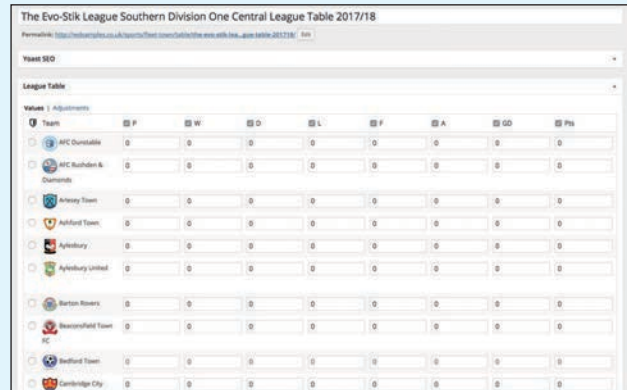 The Evo-Stik League Southern Division One Central League Table 2017/18
Permalink: Edit
Yoast SEO
League Table
Values | Adjustments
Team P W D L F A GD Pts
AFC Dunstable 0 0 0 0 0 0 0 0
AFC Rushden & 0 0 0 0 0 0 0 0
Diamonds
Arlesey Town 0 0 0 0 0 0 0 0
Ashford Town 0 0 0 0 0 0 0 0
Aylesbury 0 0 0 0 0 0 0 0
Aylesbury United 0 0 0 0 0 0 0 0
Barton Rovers 0 0 0 0 0 0 0 0
Beaconsfield Town 0 0 0 0 0 0 0 0
FC
Bedford Town 0 0 0 0 0 0 0 0
Cambridge City 0 0 0 0 0 0 0 0